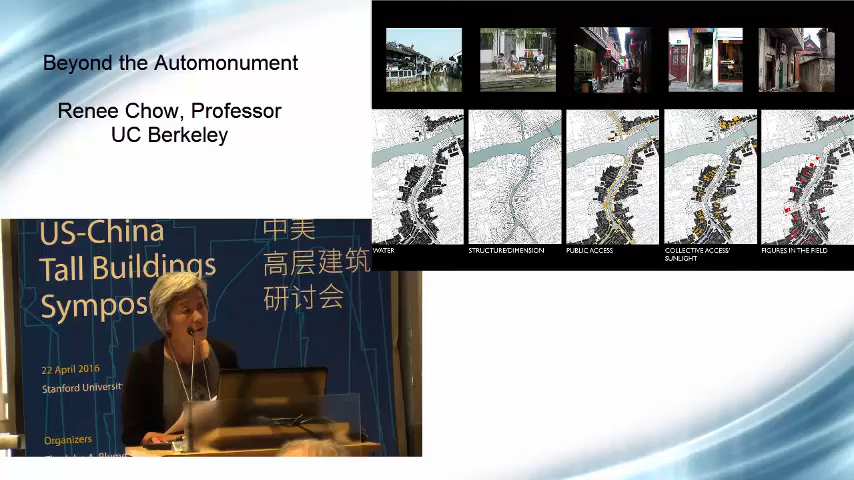 Beyond the Automonument
Renee Chow, Professor
UC Berkeley
WATER
STRUCTURE/DIMENSION
PUBLIC ACCESS
COLLECTIVE ACCESS/
SUNLIGHT
FIGURES IN THE FIELD
US-China
Tall Buildings
Sympos
中美
高层建筑
研讨会
22 April 2016
Stanford Universit
Organizers